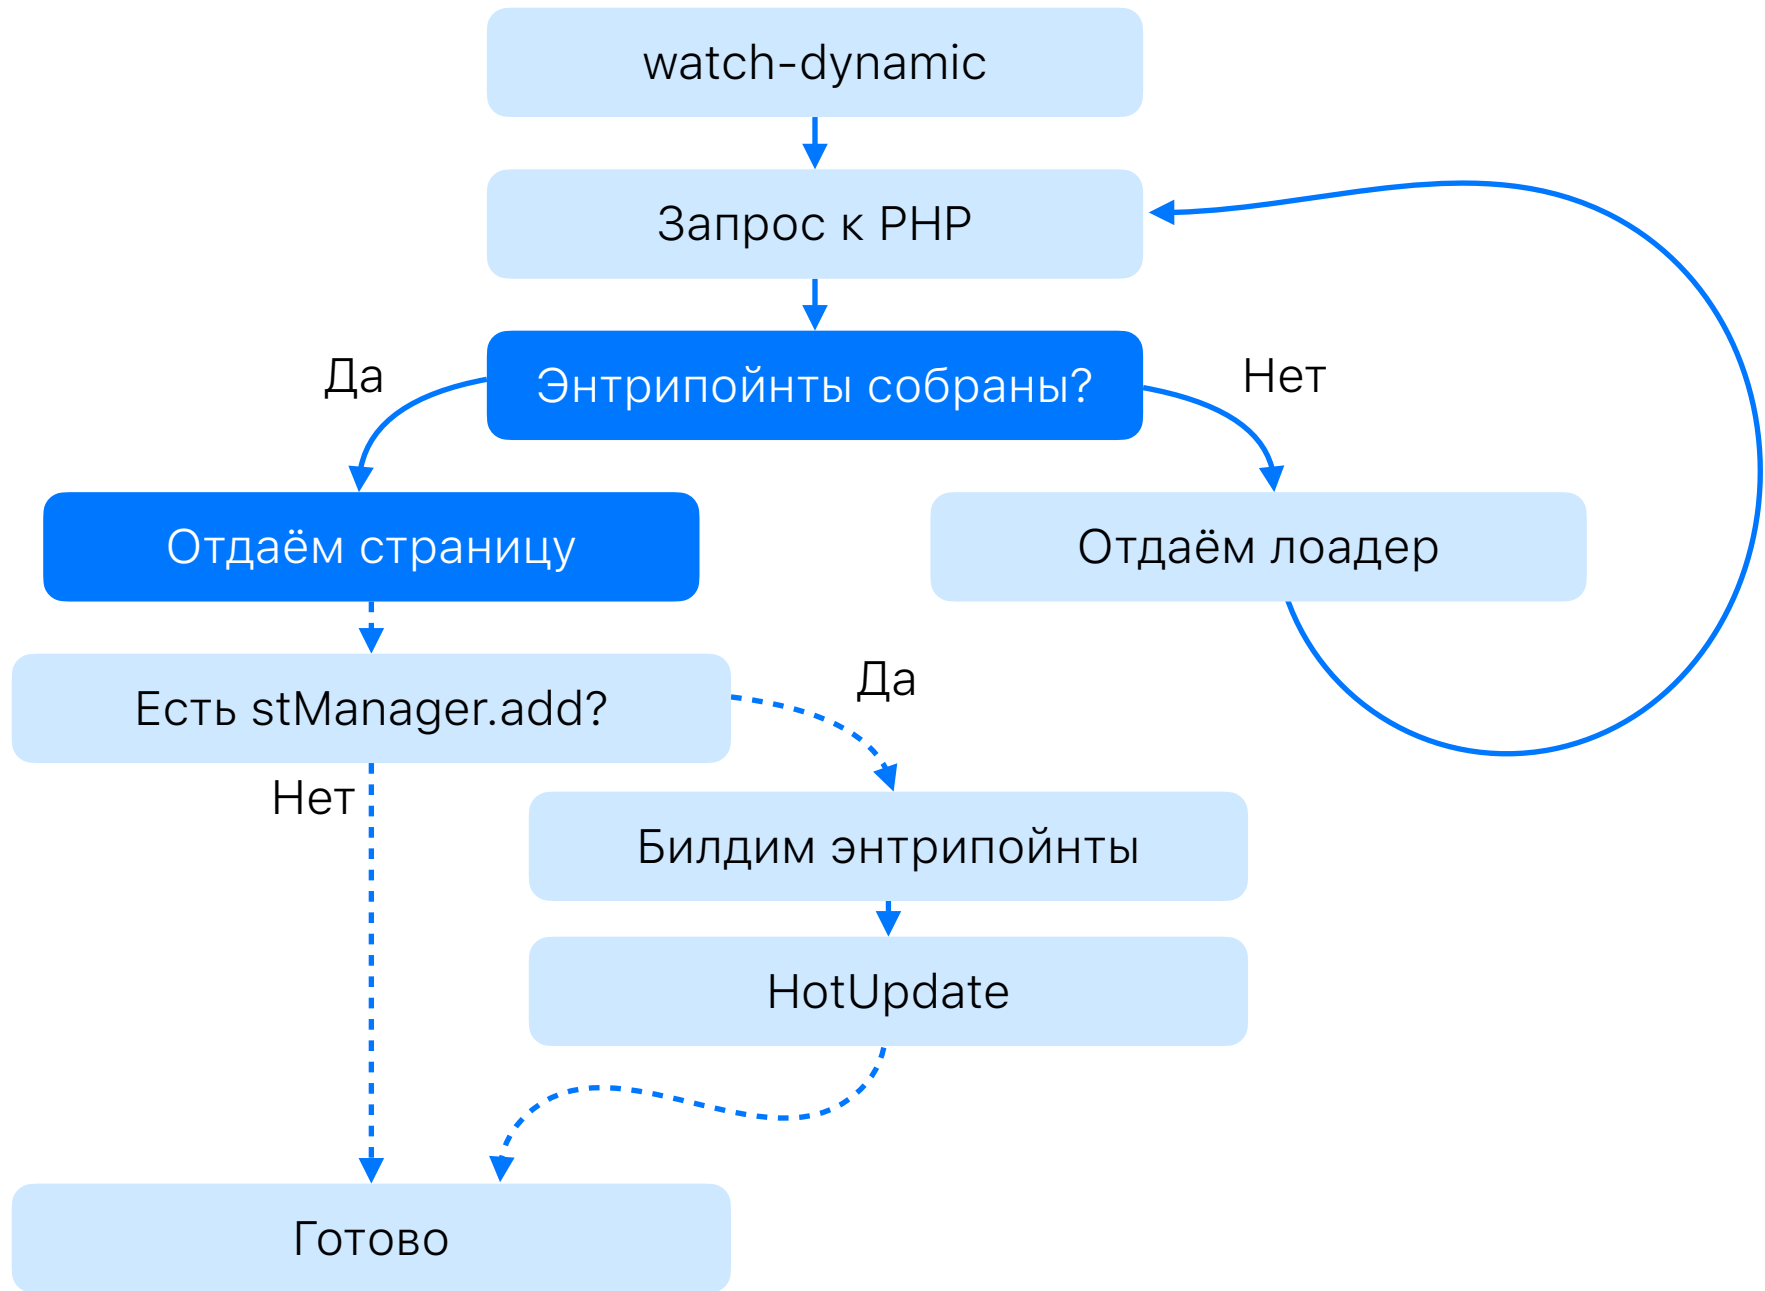 watch-dynamic
Запрос к PHP
Да
Энтрипойнты собраны?
Нет
Отдаём страницу
Отдаём лоадер
Есть stManager.add?
Да
Нет
Билдим энтрипойнты
HotUpdate
Готово